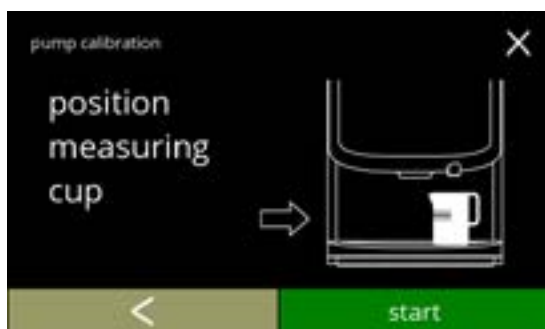 pump calibration
position
measuring
cup
start